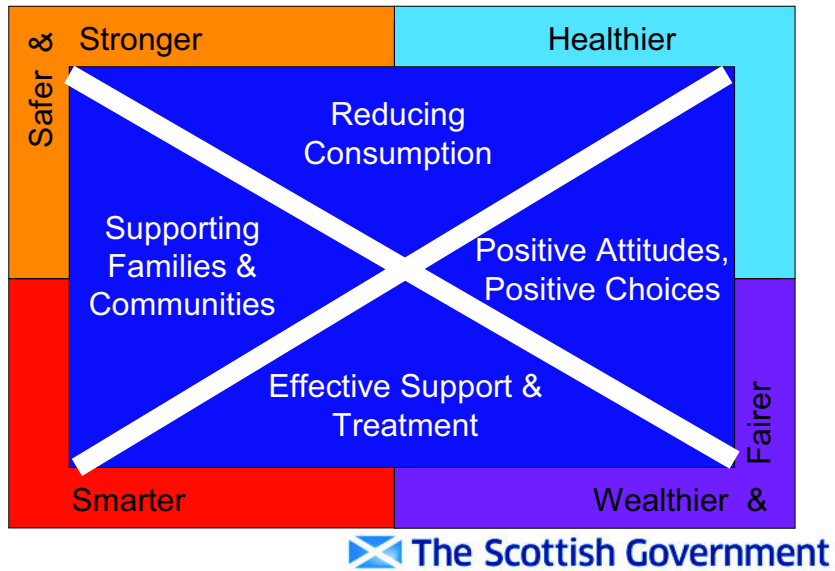 Safer &
Stronger
Healthier
Reducing
Consumption
Supporting
Families &
Communities
Positive Attitudes,
Positive Choices
Effective Support &
Treatment
Smarter
Wealthier &
Fairer
The Scottish Government